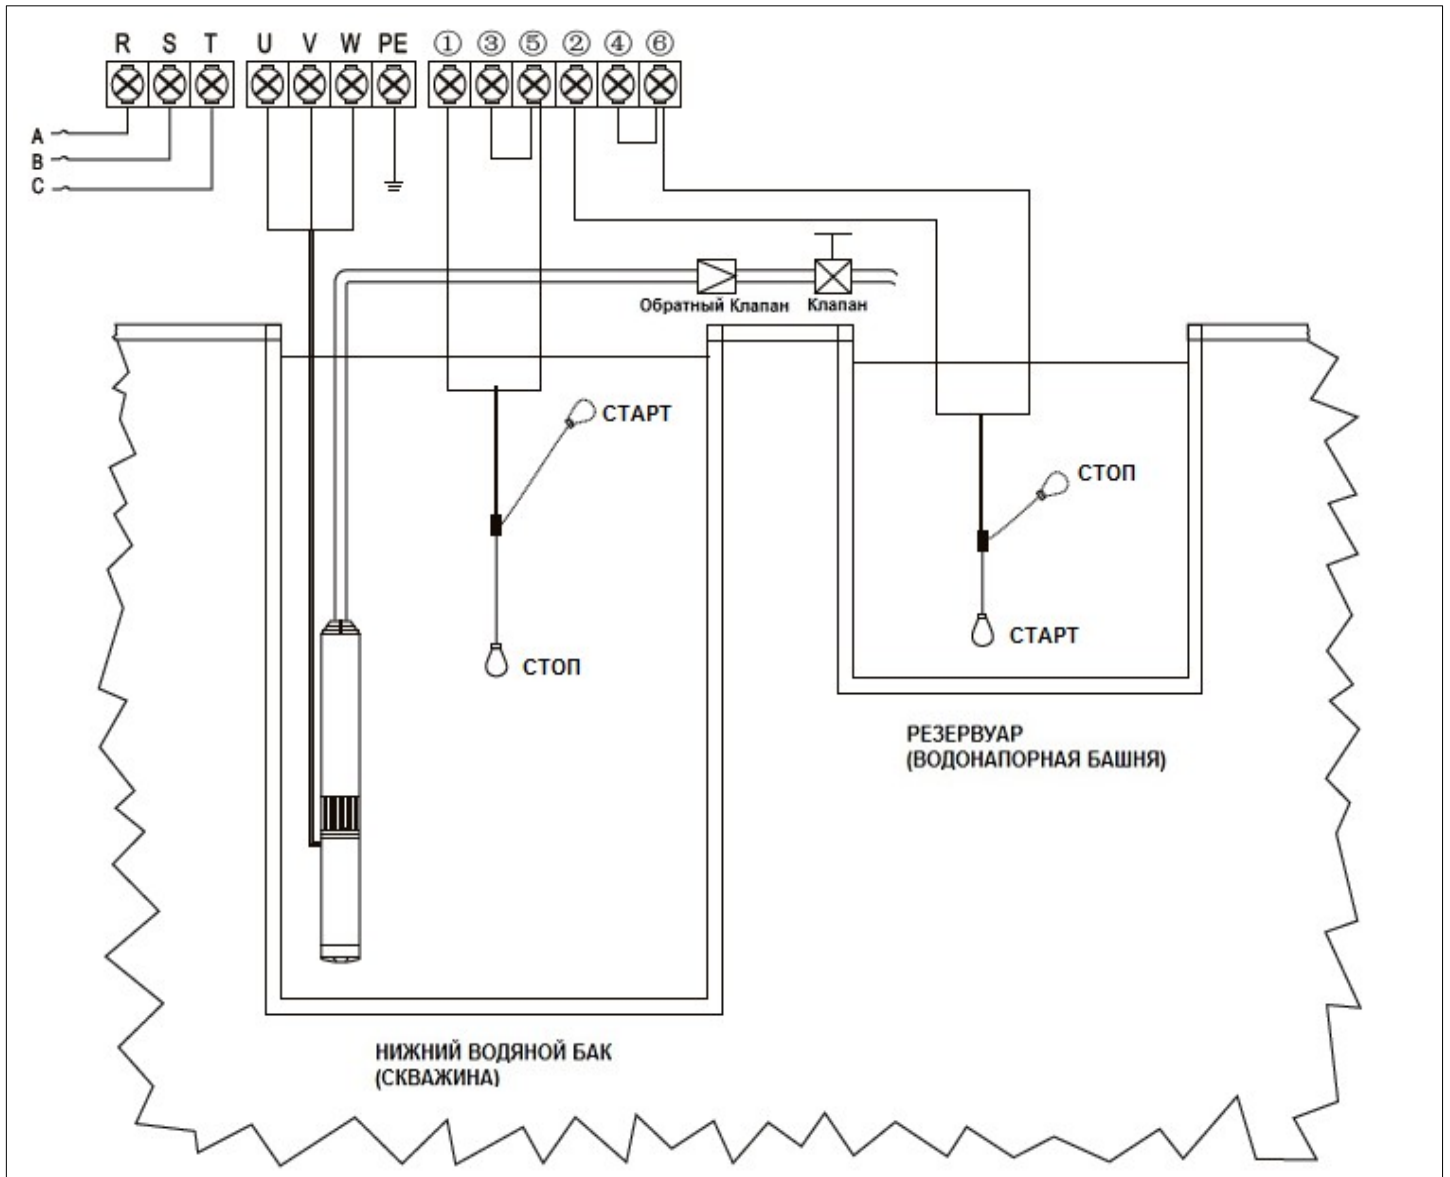 R S T U V W PE ① ③ ⑤ ② ④ ⑥
A
B
C
Обратный Клапан
Клапан
СТАРТ
СТОП
СТОП
СТАРТ
РЕЗЕРВУАР
(ВОДОНАПОРНАЯ БАШНЯ)
НИЖНИЙ ВОДЯНОЙ БАК
(СКВАЖИНА)